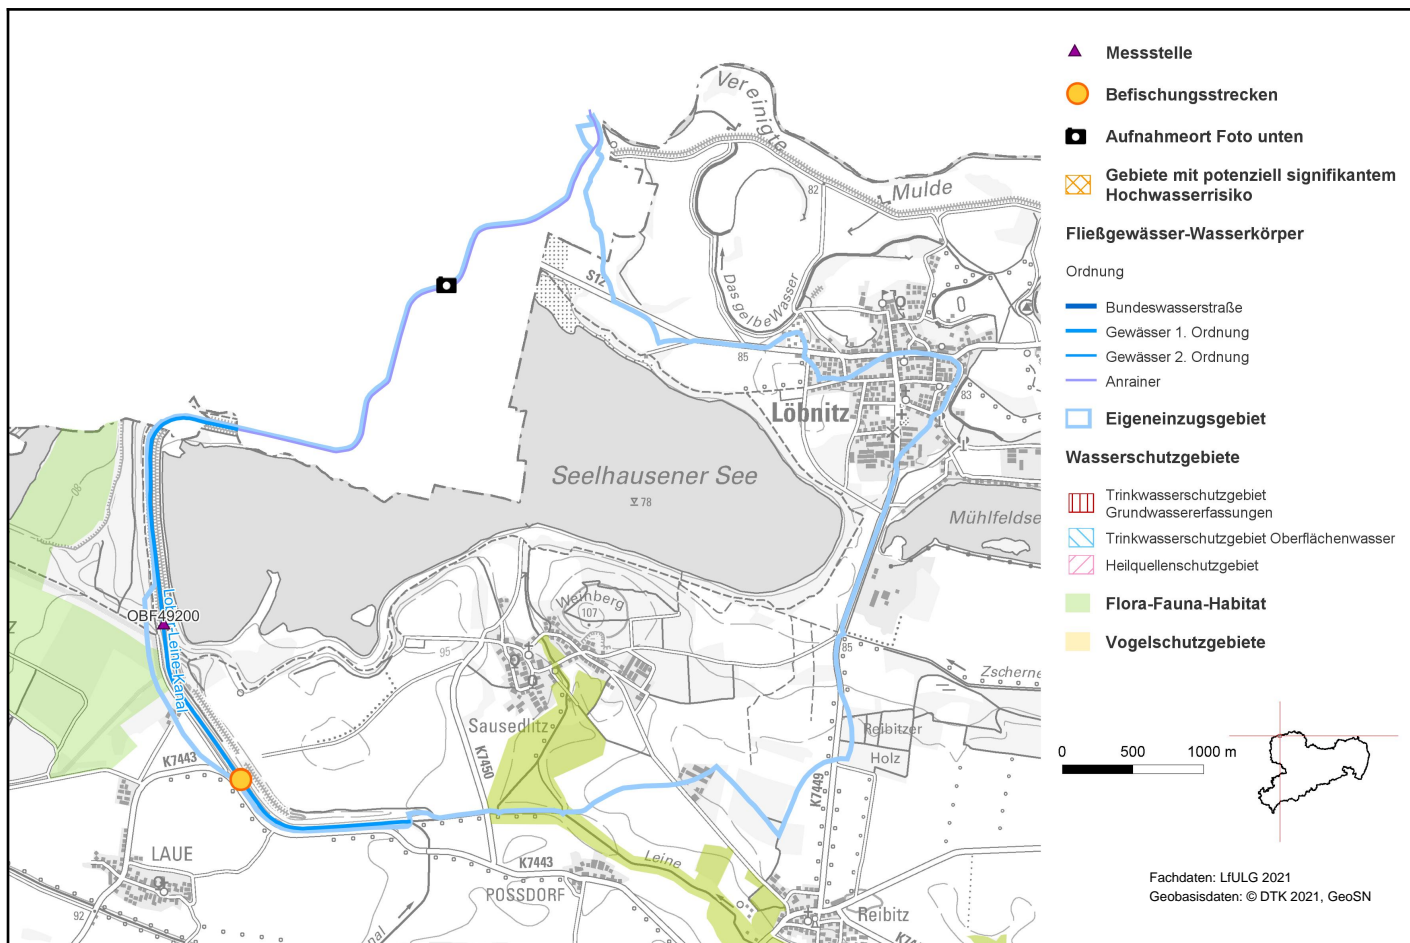 Vereinigte
Mulde
82
Das gelbe Wasser
S12
85
Löbnitz
83
Seelhausener See
78
Mühlfeldse
80
OBF49200
Lober-Leine-Kanal
Weinberg
107
95
85
Zscherne
Sausedlitz
Reibitzer
Holz
K7443
K7450
K7449
LAUE
K7443
Leine
POSSDORF
Reibitz
92
nal
Z
Messstelle
Befischungsstrecken
Aufnahmeort Foto unten
Gebiete mit potenziell signifikantem
Hochwasserrisiko
Fließgewässer-Wasserkörper
Ordnung
Bundeswasserstraße
Gewässer 1. Ordnung
Gewässer 2. Ordnung
Anrainer
Eigeneinzugsgebiet
Wasserschutzgebiete
Trinkwasserschutzgebiet
Grundwassererfassungen
Trinkwasserschutzgebiet Oberflächenwasser
Heilquellenschutzgebiet
Flora-Fauna-Habitat
Vogelschutzgebiete
0 500 1000 m
Fachdaten: LfULG 2021
Geobasisdaten: © DTK 2021, GeoSN